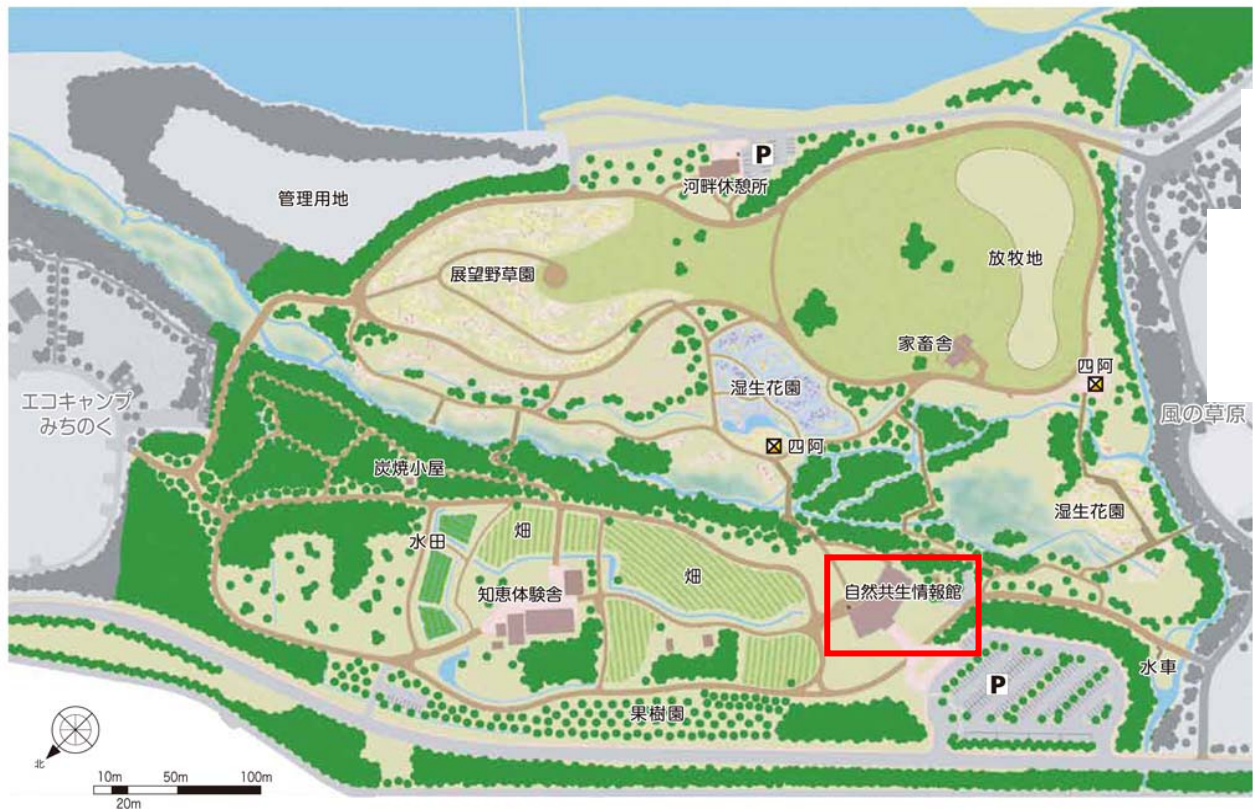 P
河畔休憩所
管理用地
展望野草園
放牧地
家畜舎
四阿
湿生花園
エコキャンプ
みちのく
風の草原
四阿
炭焼小屋
湿生花園
水田
畑
畑
知恵体験舎
自然共生情報館
水車
P
果樹園
北
10m 50m 100m
20m